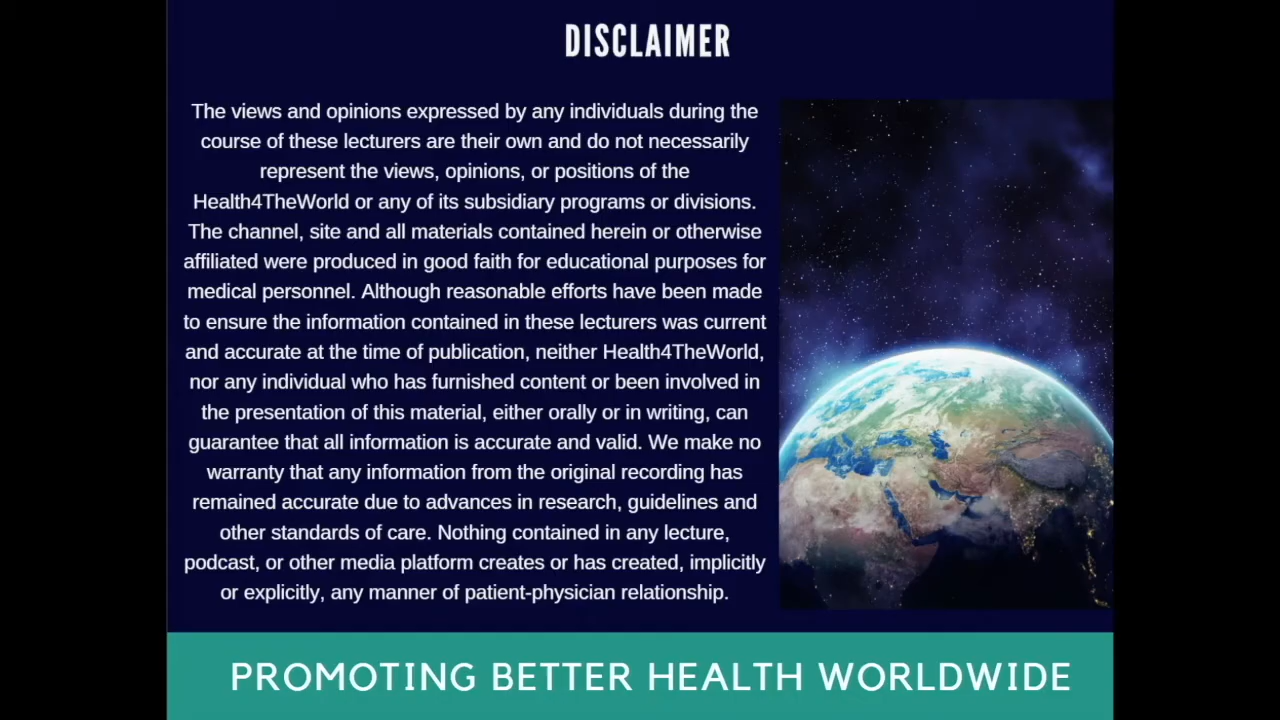 DISCLAIMER
The views and opinions expressed by any individuals during the
course of these lecturers are their own and do not necessarily
represent the views, opinions, or positions of the
Health4TheWorld or any of its subsidiary programs or divisions.
The channel, site and all materials contained herein or otherwise
affiliated were produced in good faith for educational purposes for
medical personnel. Although reasonable efforts have been made
to ensure the information contained in these lecturers was current
and accurate at the time of publication, neither Health4TheWorld,
nor any individual who has furnished content or been involved in
the presentation of this material, either orally or in writing, can
guarantee that all information is accurate and valid. We make no
warranty that any information from the original recording has
remained accurate due to advances in research, guidelines and
other standards of care. Nothing contained in any lecture,
podcast, or other media platform creates or has created, implicitly
or explicitly, any manner of patient-physician relationship.
PROMOTING BETTER HEALTH WORLDWIDE